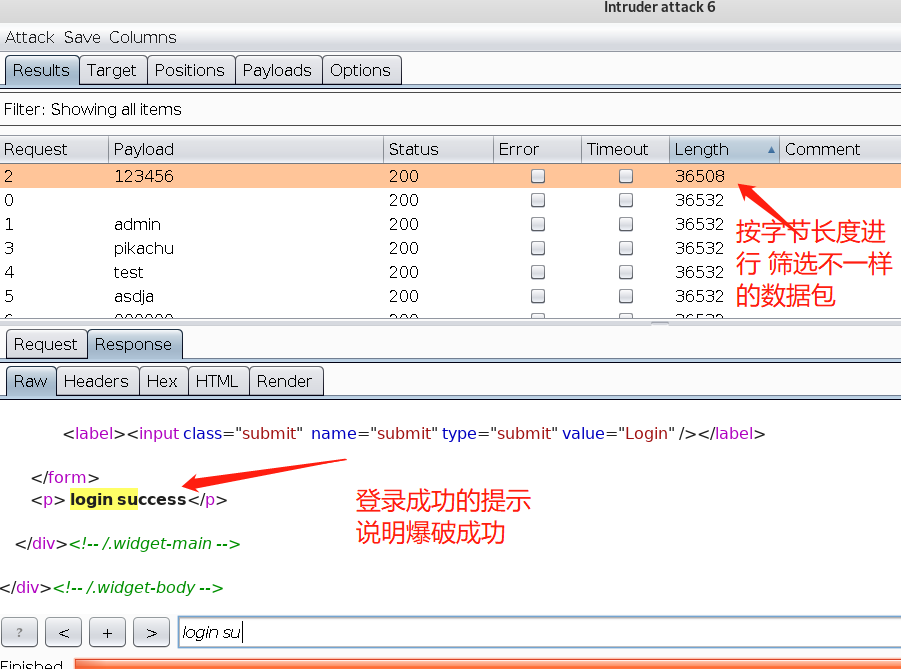 Intruder attack 6
Attack Save Columns
Results Target Positions Payloads Options
Filter: Showing all items
Request Payload Status Error Timeout Length Comment
2 123456 200 36508
0 200 36532
1 admin 200 36532
3 pikachu 200 36532
4 test 200 36532
5 asdja 200 36532
按字节长度进
行 筛选不一样
的数据包
Request Response
Raw Headers Hex HTML Render
<label><input class="submit" name="submit" type="submit" value="Login" /></label>
</form>
<p> login success</p>
登录成功的提示
说明爆破成功
</div><!-- /.widget-main -->
</div><!-- /.widget-body -->
? < + > login su
Finished